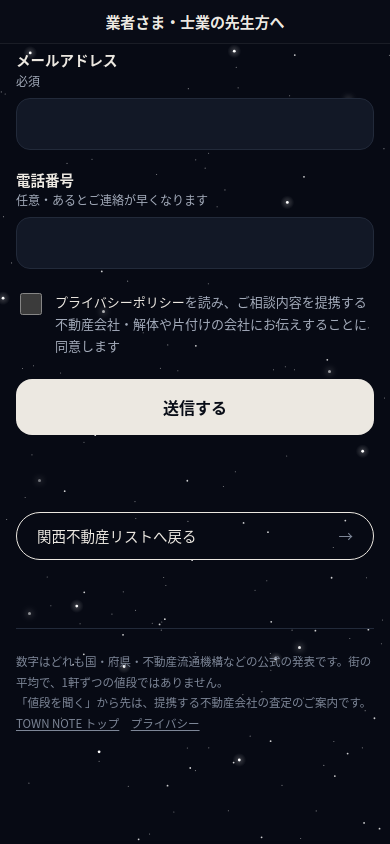 業者さま・士業の先生方へ
メールアドレス
必須
電話番号
任意・あるとご連絡が早くなります
プライバシーポリシーを読み、ご相談内容を提携する
不動産会社・解体や片付けの会社にお伝えすることに
同意します
送信する
関西不動産リストへ戻る →
数字はどれも国・府県・不動産流通機構などの公式の発表です。街の
平均で、1軒ずつの値段ではありません。
「値段を聞く」から先は、提携する不動産会社の査定のご案内です。
TOWN NOTE トップ プライバシー